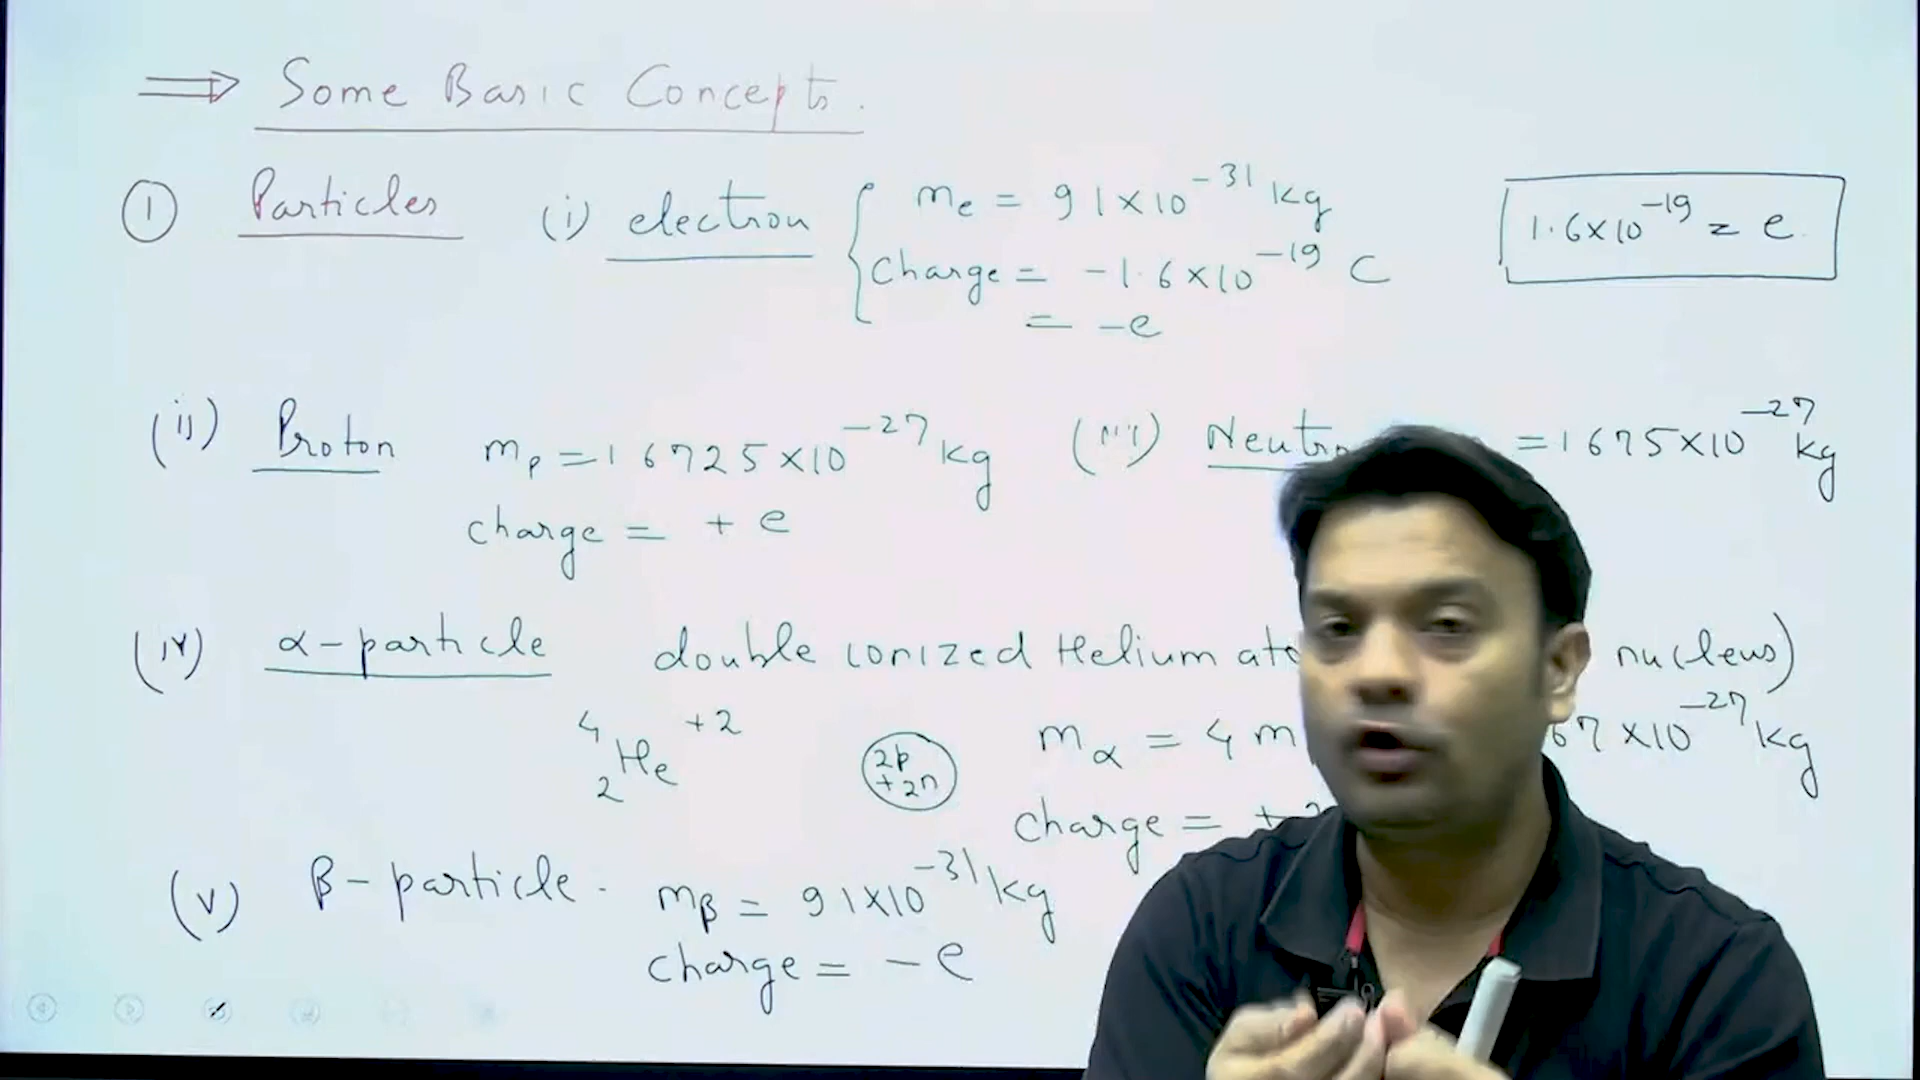 ⇒ Some Basic Concepts.
① Particles (i) electron { me = 9 1 × 10⁻³¹ kg
charge = -1.6 × 10⁻¹⁹ C
= -e
1.6 × 10⁻¹⁹ = e
(ii) Proton mp = 1 6725 × 10⁻²⁷ kg
charge = + e
(iii) = 1 675 × 10⁻²⁷ kg
(iv) α-particle double ionized Helium nucleus)
⁴₂He⁺² 2p + 2n
mα = 4 m 67 × 10⁻²⁷ kg
charge = +
(v) β-particle. mβ = 9 1 × 10⁻³¹ kg
charge = -e